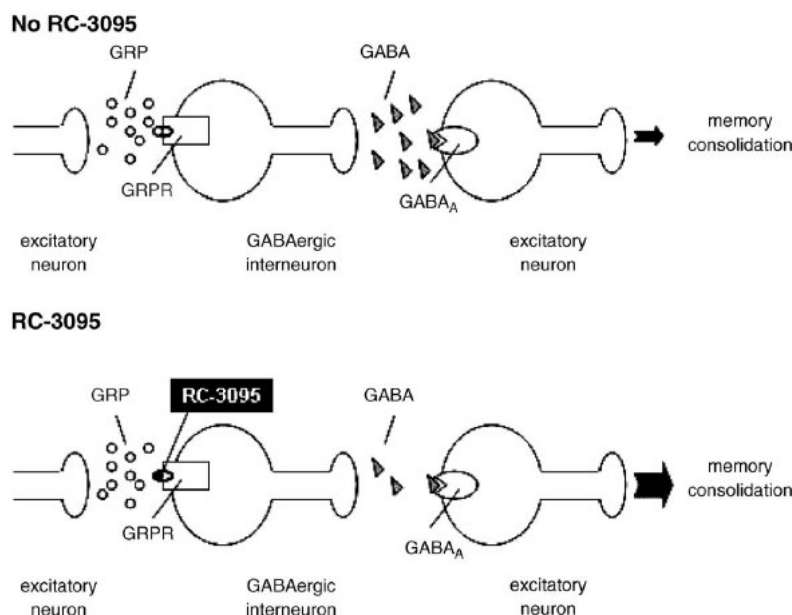 No RC-3095
GRP
GABA
memory
consolidation
GRPR
GABAA
excitatory
neuron
GABAergic
interneuron
excitatory
neuron
RC-3095
GRP
RC-3095
GABA
memory
consolidation
GRPR
GABAA
excitatory
neuron
GABAergic
interneuron
excitatory
neuron